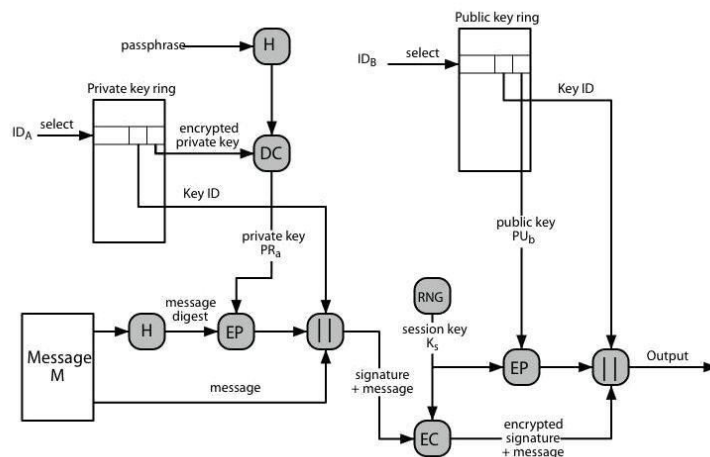 Public key ring
passphrase
H
ID_B
select
Private key ring
Key ID
ID_A
select
encrypted
private key
DC
Key ID
private key
PR_a
public key
PU_b
RNG
session key
K_s
message
digest
H
EP
||
Message
M
message
signature
+ message
EP
||
Output
EC
encrypted
signature
+ message